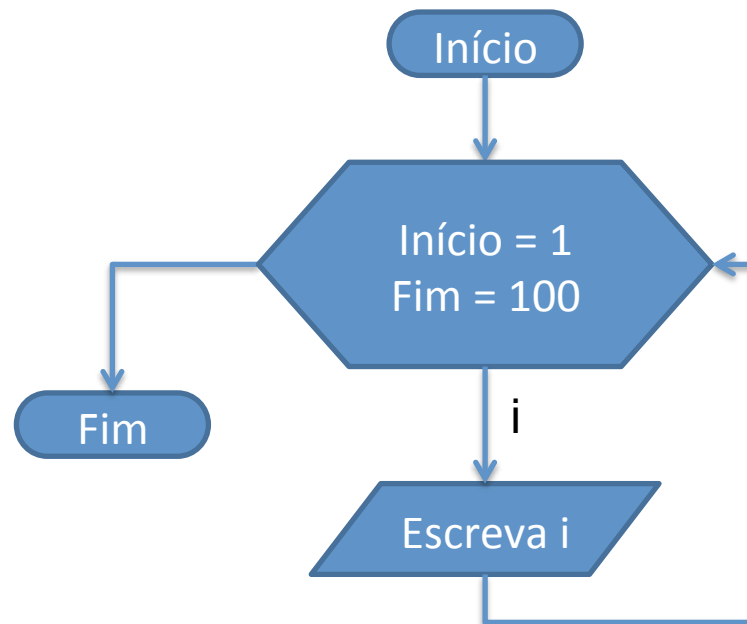 Início
Início = 1
Fim = 100
Fim
i
Escreva i